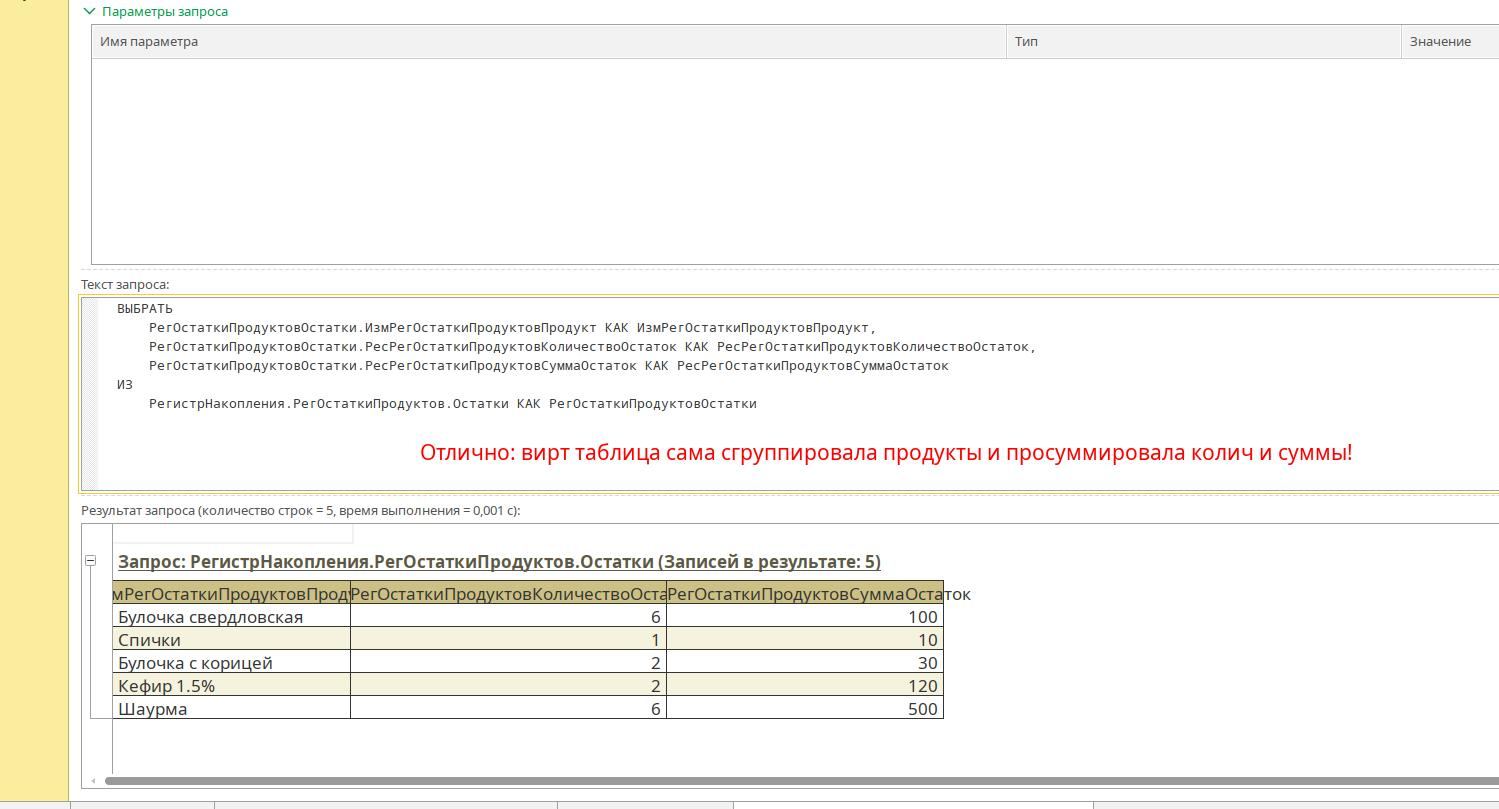 Параметры запроса
Имя параметра Тип Значение
Текст запроса:
ВЫБРАТЬ
РегОстаткиПродуктовОстатки.ИзмРегОстаткиПродуктовПродукт КАК ИзмРегОстаткиПродуктовПродукт,
РегОстаткиПродуктовОстатки.РесРегОстаткиПродуктовКоличествоОстаток КАК РесРегОстаткиПродуктовКоличествоОстаток,
РегОстаткиПродуктовОстатки.РесРегОстаткиПродуктовСуммаОстаток КАК РесРегОстаткиПродуктовСуммаОстаток
ИЗ
РегистрНакопления.РегОстаткиПродуктов.Остатки КАК РегОстаткиПродуктовОстатки
Отлично: вирт таблица сама сгруппировала продукты и просуммировала колич и суммы!
Результат запроса (количество строк = 5, время выполнения = 0,001 с):
Запрос: РегистрНакопления.РегОстаткиПродуктов.Остатки (Записей в результате: 5)
мРегОстаткиПродуктовПрод РегОстаткиПродуктовКоличествоОста РегОстаткиПродуктовСуммаОстаток
Булочка свердловская 6 100
Спички 1 10
Булочка с корицей 2 30
Кефир 1.5% 2 120
Шаурма 6 500